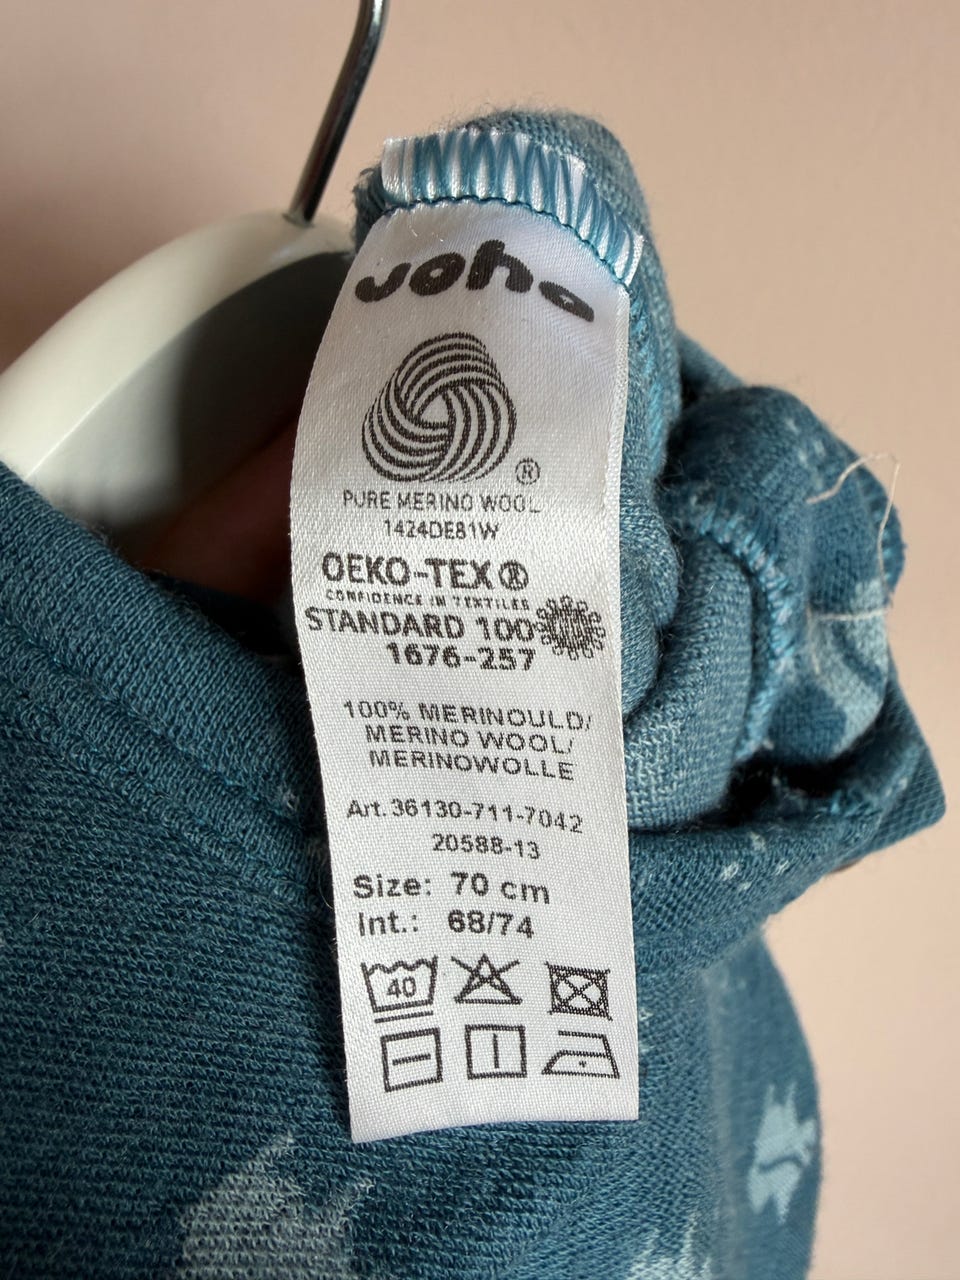 joha
®
PURE MERINO WOOL
1424DE81W
OEKO-TEX®
CONFIDENCE IN TEXTILES
STANDARD 100
1676-257
100% MERINOULD/
MERINO WOOL/
MERINOWOLLE
Art. 36130-711-7042
20588-13
Size: 70 cm
Int.: 68/74
40